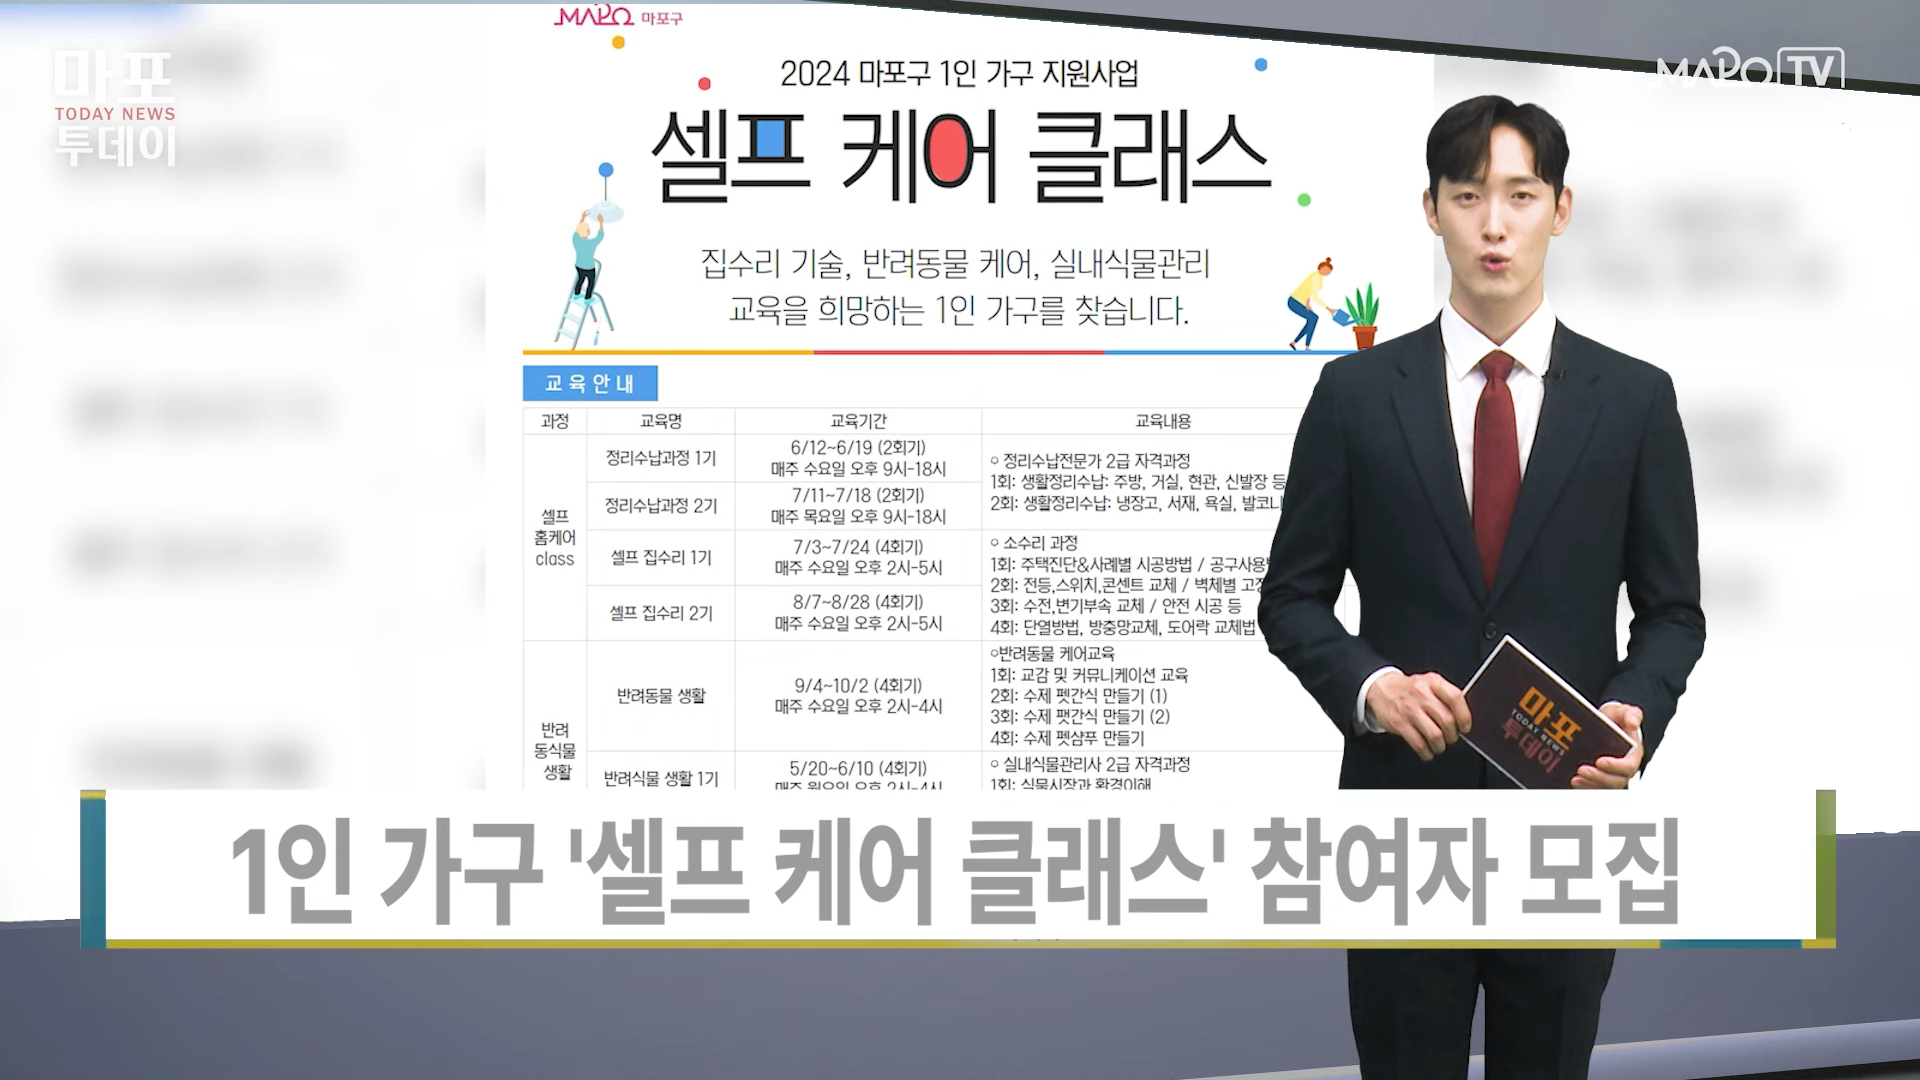 MAPO 마포구
마포
TODAY NEWS
투데이
MAPO TV
2024 마포구 1인 가구 지원사업
셀프 케어 클래스
집수리 기술, 반려동물 케어, 실내식물관리
교육을 희망하는 1인 가구를 찾습니다.
교육안내
과정 교육명 교육기간 교육내용
셀프
홈케어
class
정리수납과정 1기
6/12~6/19 (2회기)
매주 수요일 오후 9시-18시
정리수납과정 2기
7/11~7/18 (2회기)
매주 목요일 오후 9시-18시
○ 정리수납전문가 2급 자격과정
1회: 생활정리수납: 주방, 거실, 현관, 신발장 등
2회: 생활정리수납: 냉장고, 서재, 욕실,
셀프 집수리 1기
7/3~7/24 (4회기)
매주 수요일 오후 2시-5시
셀프 집수리 2기
8/7~8/28 (4회기)
매주 수요일 오후 2시-5시
○ 소수리 과정
1회: 주택진단&사례별 시공방법 /
2회: 전등,스위치,콘센트 교체 / 벽체별
3회: 수전,변기부속 교체 / 안전 시공 등
4회: 단열방법, 방충망교체, 도어락 교체법
반려
동식물
생활
반려동물 생활
9/4~10/2 (4회기)
매주 수요일 오후 2시-4시
○반려동물 케어교육
1회: 교감 및 커뮤니케이션 교육
2회: 수제 펫간식 만들기 (1)
3회: 수제 팻간식 만들기 (2)
4회: 수제 펫샴푸 만들기
반려식물 생활 1기
5/20~6/10 (4회기)
매주 월요일 오후 2시-4시
○ 실내식물관리사 2급 자격과정
1회: 식물시장과 환경이해
마포
TODAY NEWS
투데이
1인 가구 '셀프 케어 클래스' 참여자 모집